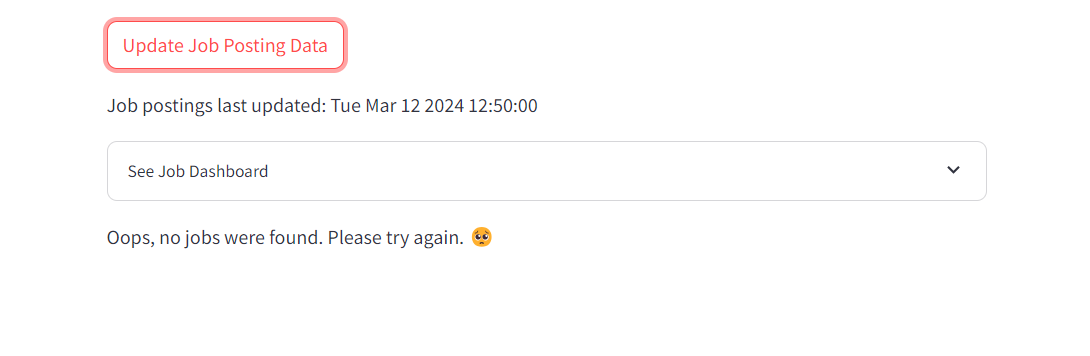 Update Job Posting Data
Job postings last updated: Tue Mar 12 2024 12:50:00
See Job Dashboard
Oops, no jobs were found. Please try again. 🥺